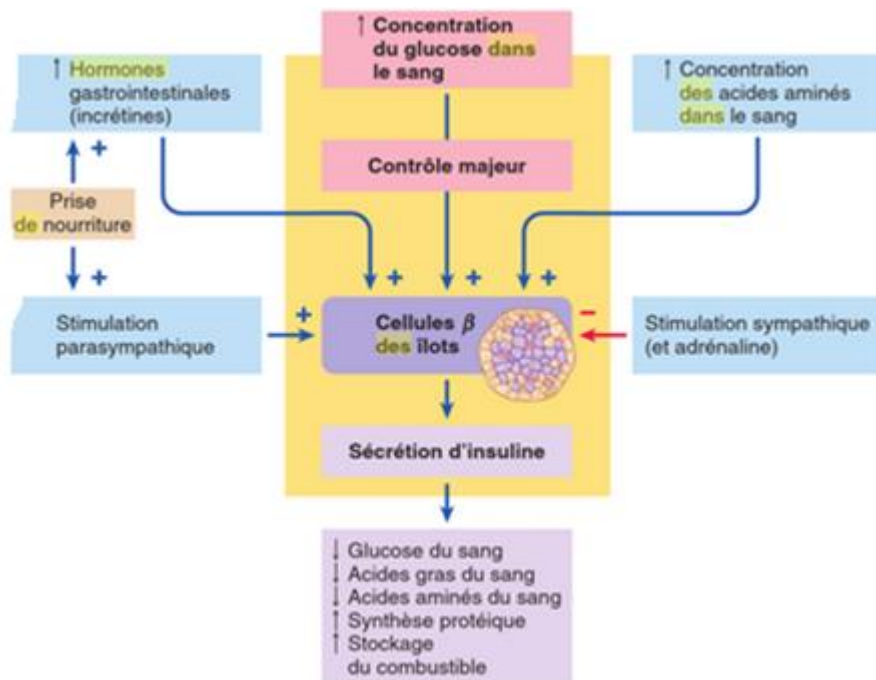 ↑ Concentration
du glucose dans
le sang
↑ Hormones
gastrointestinales
(incrétines)
↑ Concentration
des acides aminés
dans le sang
+
Contrôle majeur
Prise
de nourriture
+
+
+
+
Stimulation
parasympathique
+
Cellules β
des îlots
−
Stimulation sympathique
(et adrénaline)
Sécrétion d'insuline
↓ Glucose du sang
↓ Acides gras du sang
↓ Acides aminés du sang
↑ Synthèse protéique
↑ Stockage
du combustible